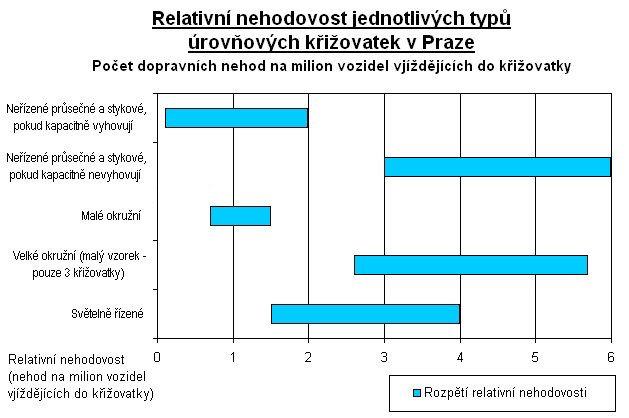 Relativní nehodovost jednotlivých typů
úrovňových křižovatek v Praze
Počet dopravních nehod na milion vozidel vjíždějících do křižovatky
Neřízené průsečné a stykové,
pokud kapacitně vyhovují
Neřízené průsečné a stykové,
pokud kapacitně nevyhovují
Malé okružní
Velké okružní (malý vzorek -
pouze 3 křižovatky)
Světelně řízené
0 1 2 3 4 5 6
Relativní nehodovost
(nehod na milion vozidel
vjíždějících do křižovatky)
Rozpětí relativní nehodovosti